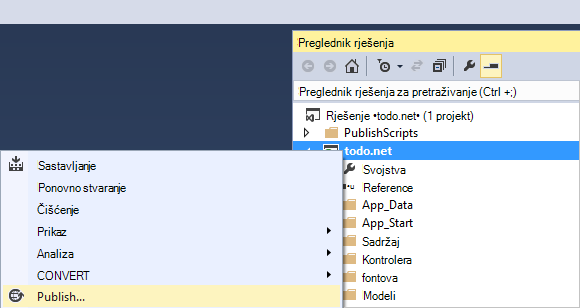 Preglednik rješenja
Preglednik rješenja za pretraživanje (Ctrl +;)
Rješenje •todo.net• (1 projekt)
PublishScripts
todo.net
Svojstva
Reference
App_Data
App_Start
Sadržaj
Kontrolera
fontova
Modeli
Sastavljanje
Ponovno stvaranje
Čišćenje
Prikaz
Analiza
CONVERT
Publish...